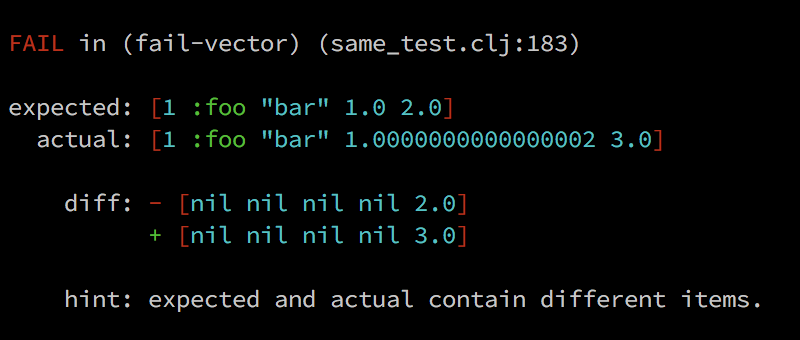 FAIL in (fail-vector) (same_test.clj:183)
expected: [1 :foo "bar" 1.0 2.0]
actual: [1 :foo "bar" 1.0000000000000002 3.0]
diff: - [nil nil nil nil 2.0]
+ [nil nil nil nil 3.0]
hint: expected and actual contain different items.